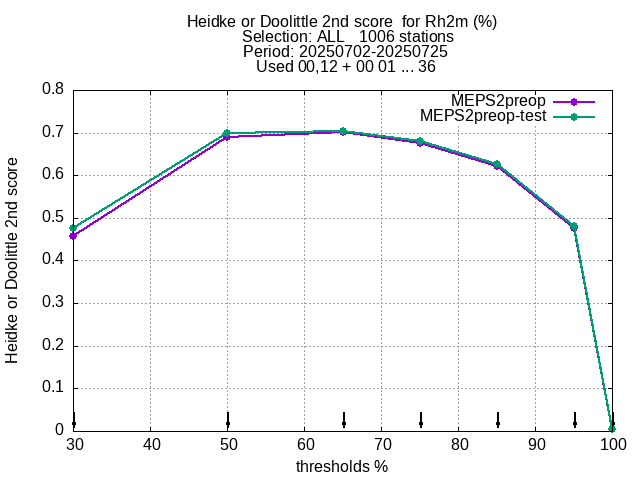 Heidke or Doolittle 2nd score  for Rh2m (%)
Selection: ALL   1006 stations
Period: 20250702-20250725
Used 00,12 + 00 01 ... 36
MEPS2preop
MEPS2preop-test
Heidke or Doolittle 2nd score
0.8
0.7
0.6
0.5
0.4
0.3
0.2
0.1
0
30 40 50 60 70 80 90 100
thresholds %